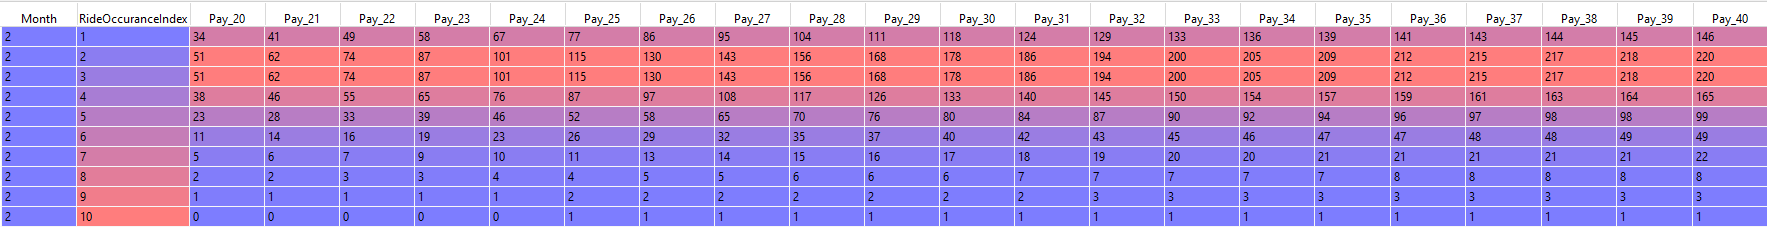 Month RideOccuranceIndex Pay_20 Pay_21 Pay_22 Pay_23 Pay_24 Pay_25 Pay_26 Pay_27 Pay_28 Pay_29 Pay_30 Pay_31 Pay_32 Pay_33 Pay_34 Pay_35 Pay_36 Pay_37 Pay_38 Pay_39 Pay_40
2 1 34 41 49 58 67 77 86 95 104 111 118 124 129 133 136 139 141 143 144 145 146
2 2 51 62 74 87 101 115 130 143 156 168 178 186 194 200 205 209 212 215 217 218 220
2 3 51 62 74 87 101 115 130 143 156 168 178 186 194 200 205 209 212 215 217 218 220
2 4 38 46 55 65 76 87 97 108 117 126 133 140 145 150 154 157 159 161 163 164 165
2 5 23 28 33 39 46 52 58 65 70 76 80 84 87 90 92 94 96 97 98 98 99
2 6 11 14 16 19 23 26 29 32 35 37 40 42 43 45 46 47 47 48 48 49 49
2 7 5 6 7 9 10 11 13 14 15 16 17 18 19 20 20 21 21 21 21 21 22
2 8 2 2 3 3 4 4 5 5 6 6 6 7 7 7 7 7 8 8 8 8 8
2 9 1 1 1 1 1 2 2 2 2 2 2 2 3 3 3 3 3 3 3 3 3
2 10 0 0 0 0 0 1 1 1 1 1 1 1 1 1 1 1 1 1 1 1 1